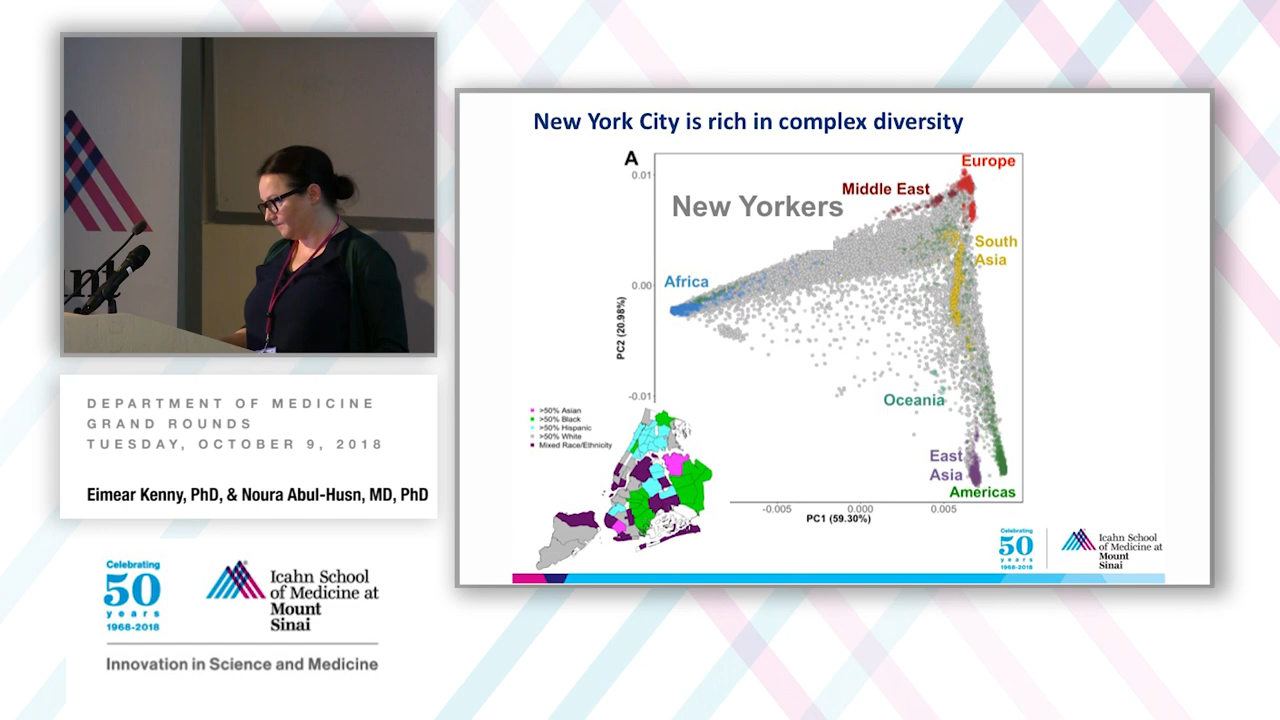 unt
DEPARTMENT OF MEDICINE
GRAND ROUNDS
TUESDAY, OCTOBER 9, 2018
Eimear Kenny, PhD, & Noura Abul-Husn, MD, PhD
Celebrating
50
years
1968-2018
Icahn School
of Medicine at
Mount
Sinai
Innovation in Science and Medicine
New York City is rich in complex diversity
A
Europe
0.01
Middle East
New Yorkers
South
Asia
Africa
0.00
PC2 (20.98%)
-0.01
Oceania
>50% Asian
>50% Black
>50% Hispanic
>50% White
Mixed Race/Ethnicity
East
Asia
Americas
-0.005
0.000
0.005
PC1 (59.30%)
Celebrating
50
years
1968-2018
Icahn School
of Medicine at
Mount
Sinai